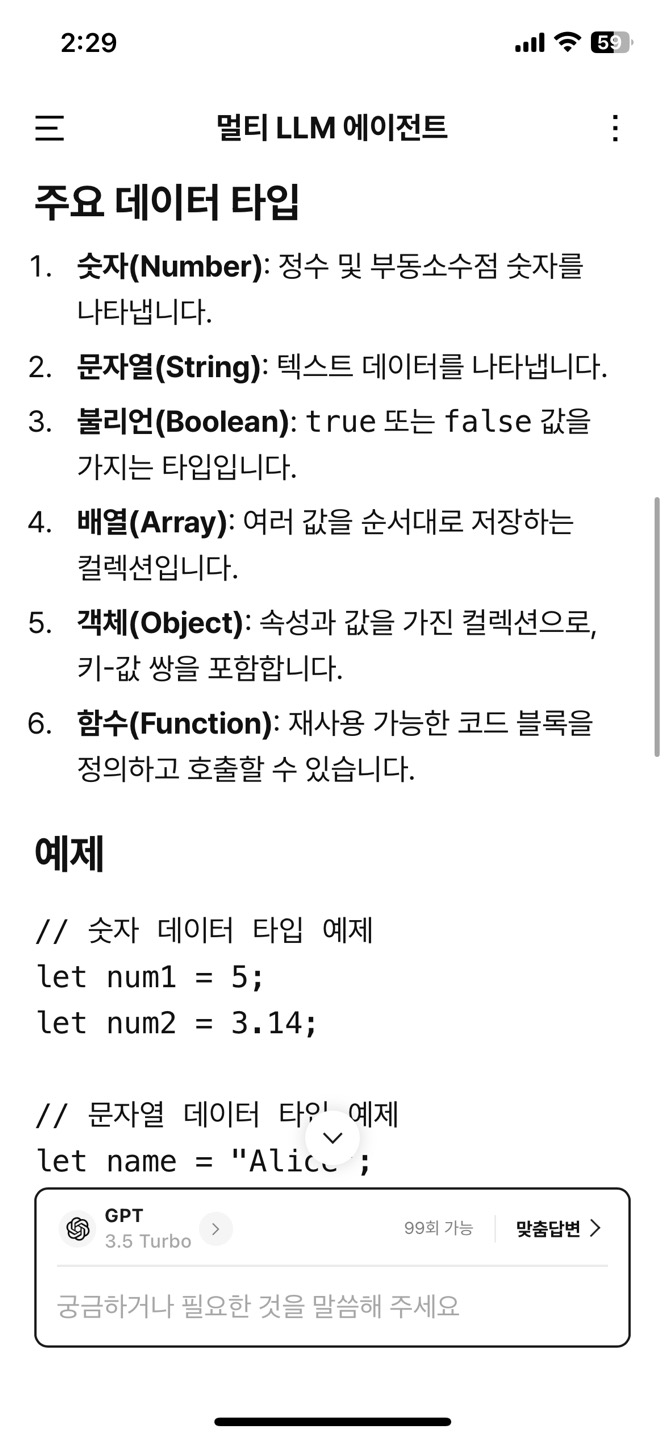 2:29
59
멀티 LLM 에이전트
주요 데이터 타입
1. 숫자(Number): 정수 및 부동소수점 숫자를
나타냅니다.
2. 문자열(String): 텍스트 데이터를 나타냅니다.
3. 불리언(Boolean): true 또는 false 값을
가지는 타입입니다.
4. 배열(Array): 여러 값을 순서대로 저장하는
컬렉션입니다.
5. 객체(Object): 속성과 값을 가진 컬렉션으로,
키-값 쌍을 포함합니다.
6. 함수(Function): 재사용 가능한 코드 블록을
정의하고 호출할 수 있습니다.
예제
// 숫자 데이터 타입 예제
let num1 = 5;
let num2 = 3.14;
// 문자열 데이터 타입 예제
let name = "Alice";
GPT
3.5 Turbo
99회 가능
맞춤답변
궁금하거나 필요한 것을 말씀해 주세요